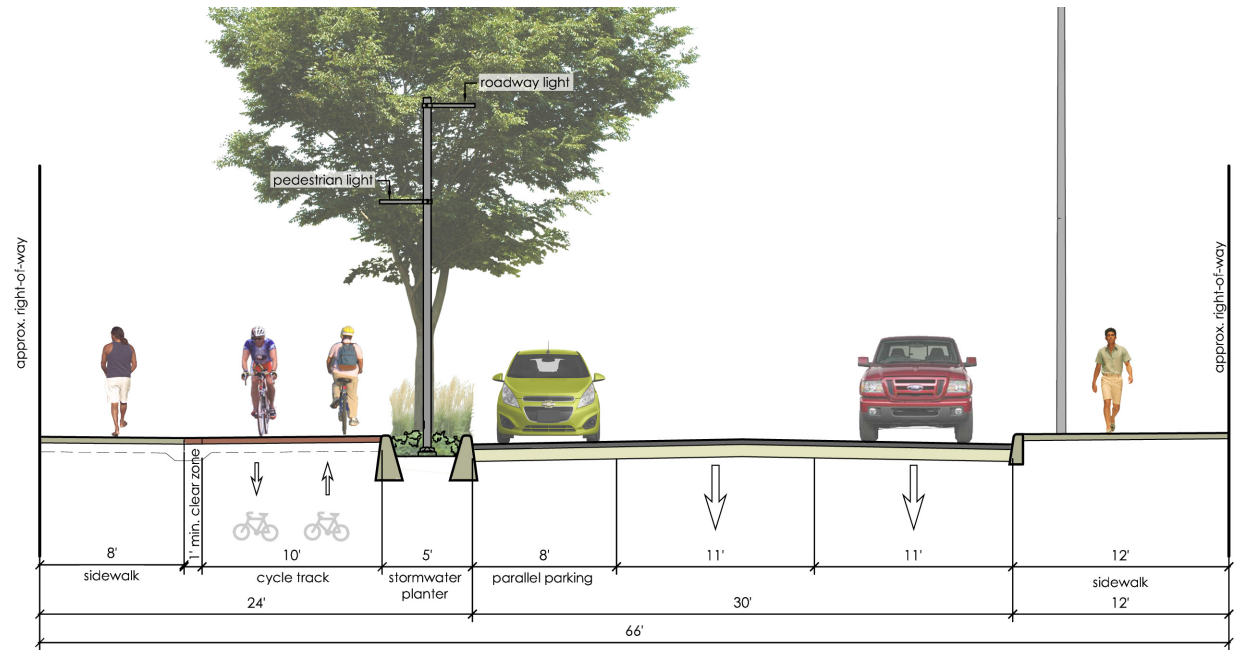 roadway light
pedestrian light
approx. right-of-way
approx. right-of-way
1' min. clear zone
8'
10'
5'
8'
11'
11'
12'
sidewalk
cycle track
stormwater
planter
parallel parking
sidewalk
24'
30'
12'
66'